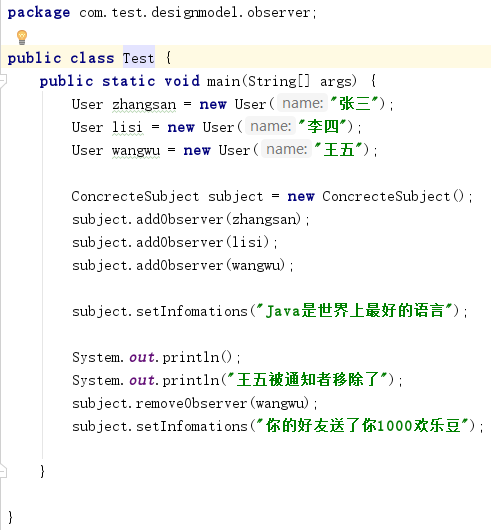 package com.test.designmodel.observer;
public class Test {
public static void main(String[] args) {
User zhangsan = new User( name: "张三");
User lisi = new User( name: "李四");
User wangwu = new User( name: "王五");
ConcrecteSubject subject = new ConcrecteSubject();
subject.addObserver(zhangsan);
subject.addObserver(lisi);
subject.addObserver(wangwu);
subject.setInfomations("Java是世界上最好的语言");
System.out.println();
System.out.println("王五被通知者移除了");
subject.removeObserver(wangwu);
subject.setInfomations("你的好友送了你1000欢乐豆");
}
}